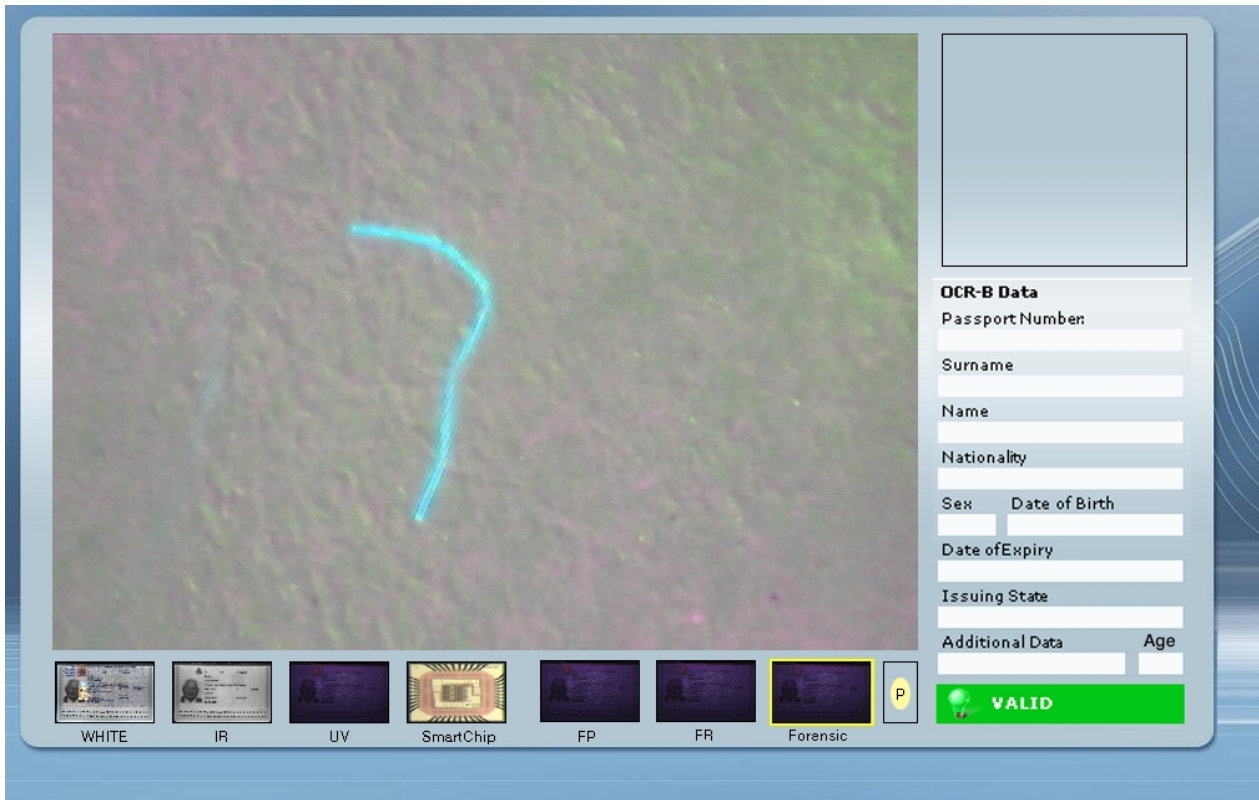 OCR-B Data
Passport Number:
Surname
Name
Nationality
Sex Date of Birth
Date of Expiry
Issuing State
Additional Data Age
P
VALID
WHITE IR UV SmartChip FP FR Forensic